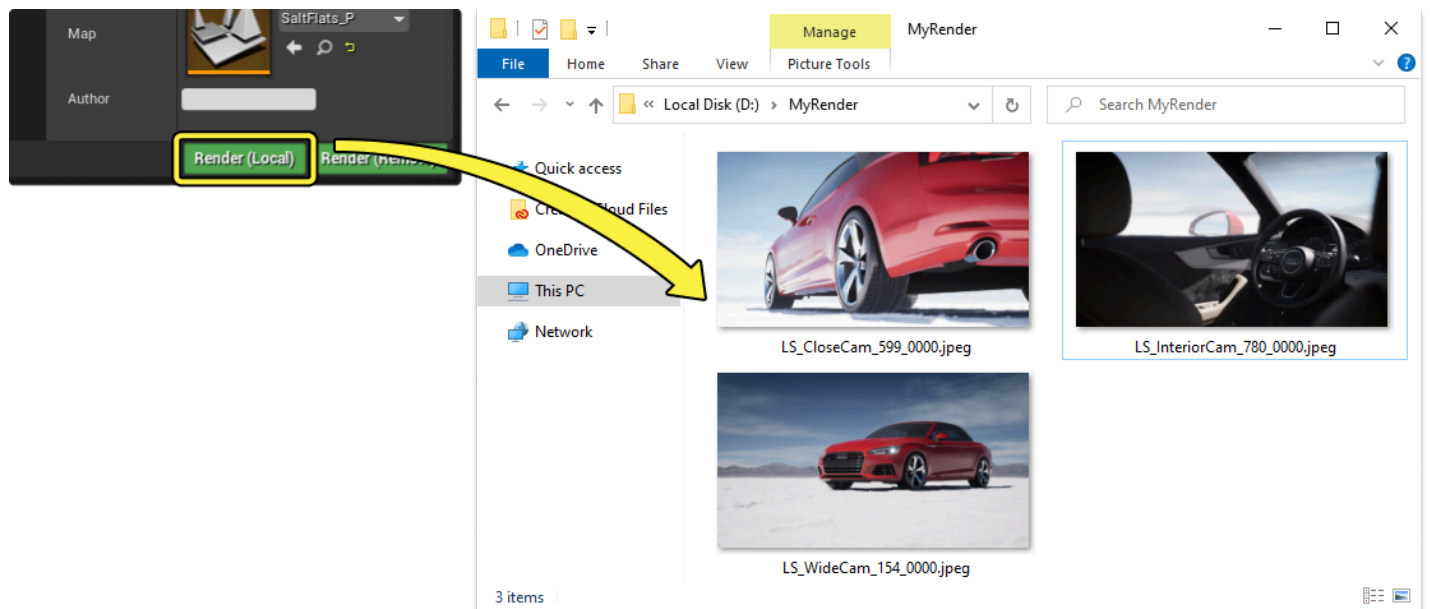 Map
SaltFlats_P
Author
Render (Local)
Manage
MyRender
File
Home
Share
View
Picture Tools
« Local Disk (D:) › MyRender
Search MyRender
Quick access
Files
OneDrive
This PC
Network
LS_CloseCam_599_0000.jpeg
LS_InteriorCam_780_0000.jpeg
LS_WideCam_154_0000.jpeg
3 items